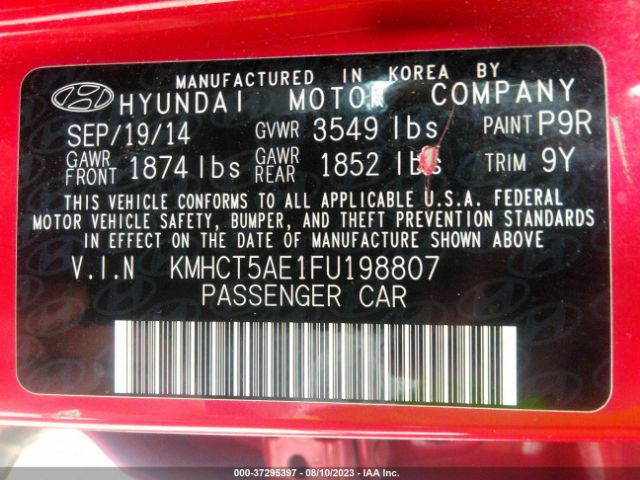 MANUFACTURED IN KOREA BY
HYUNDAI MOTOR COMPANY
SEP/19/14 GVWR 3549 lbs PAINT P9R
GAWR FRONT 1874 lbs GAWR REAR 1852 lbs TRIM 9Y
THIS VEHICLE CONFORMS TO ALL APPLICABLE U.S.A. FEDERAL
MOTOR VEHICLE SAFETY, BUMPER, AND THEFT PREVENTION STANDARDS
IN EFFECT ON THE DATE OF MANUFACTURE SHOWN ABOVE
V.I.N KMHCT5AE1FU198807
PASSENGER CAR
000-37295397 - 08/10/2023 - IAA Inc.